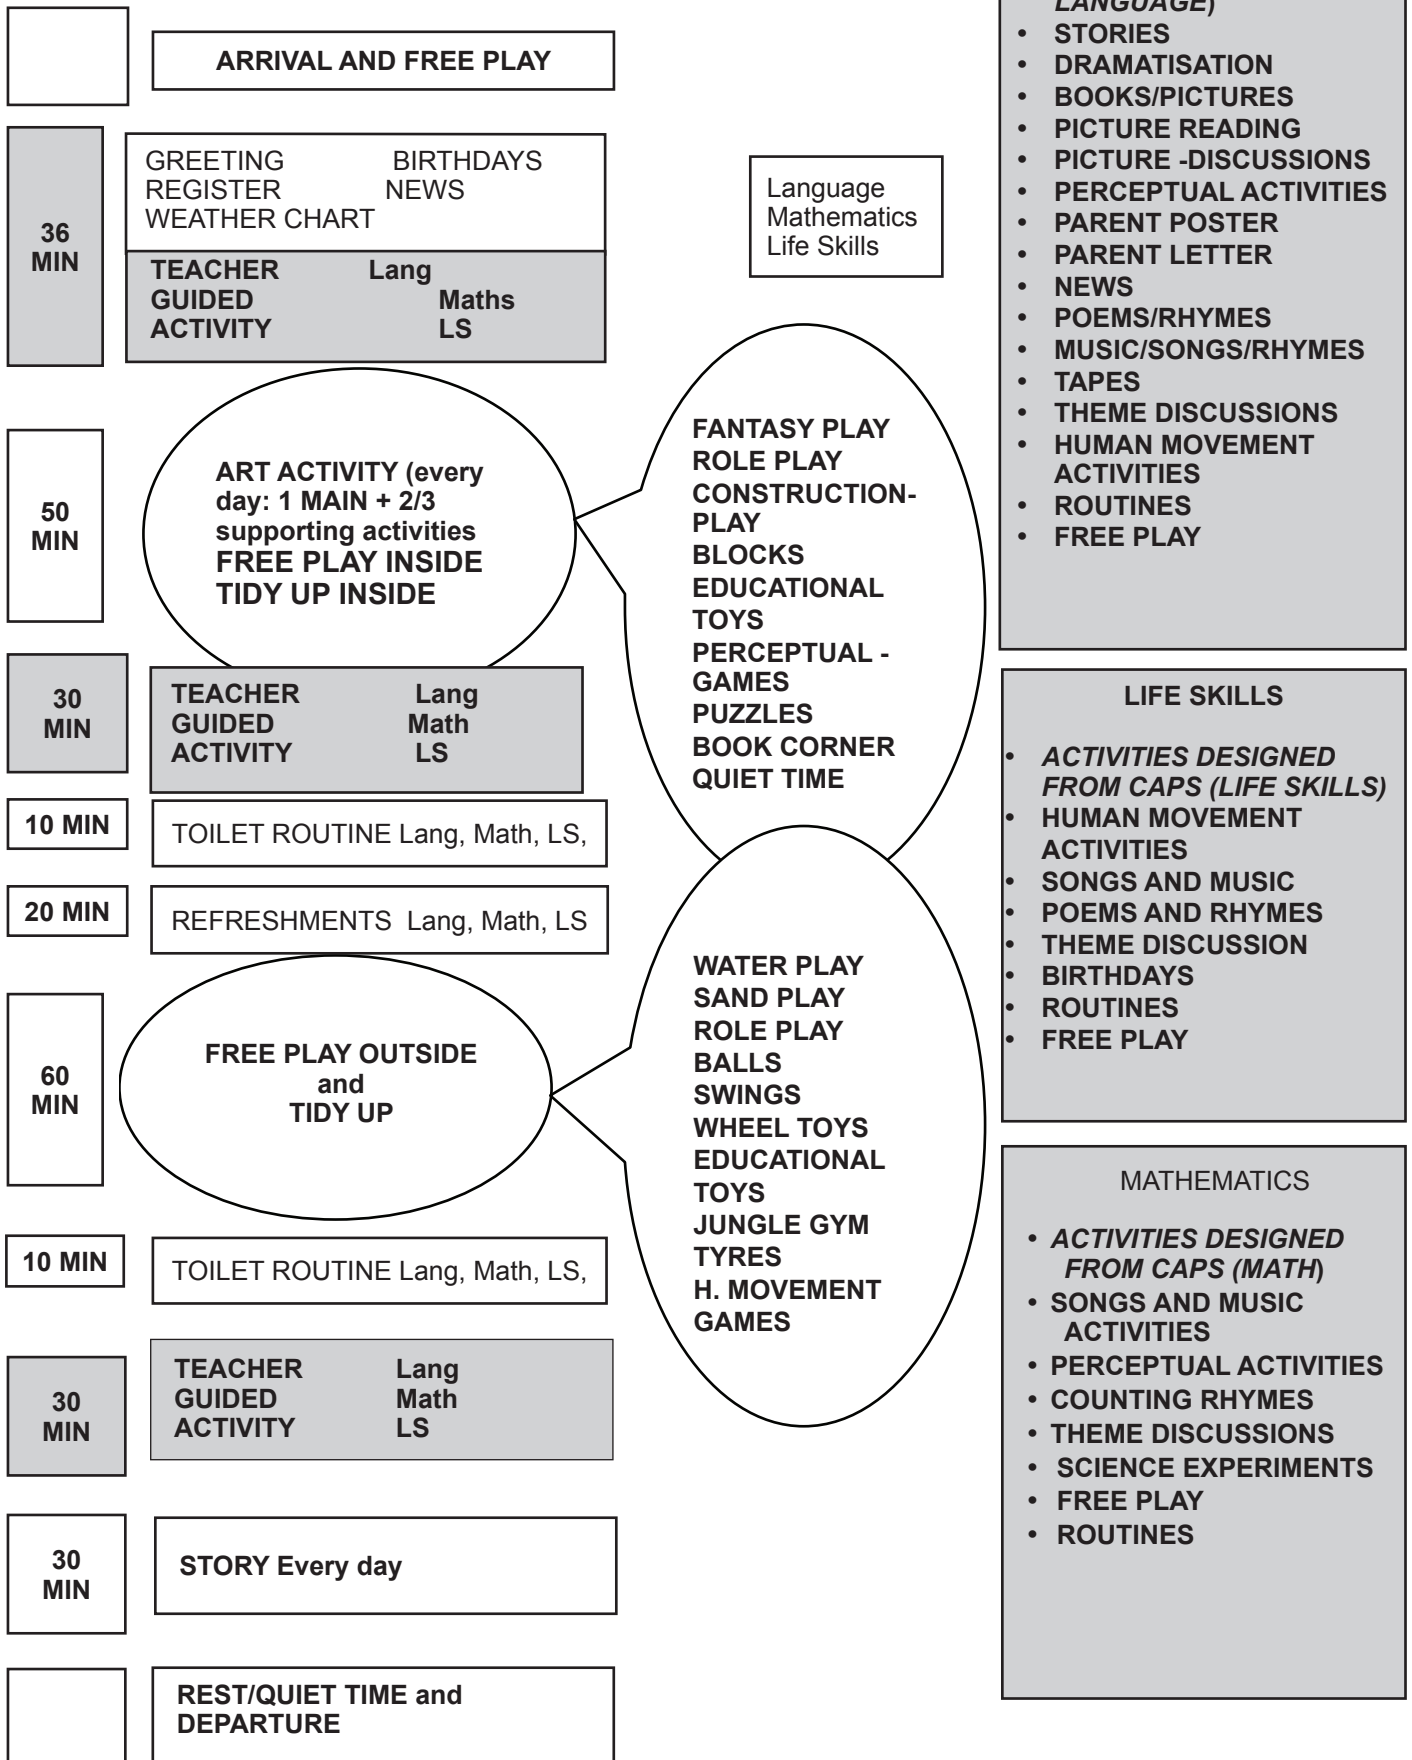 ARRIVAL AND FREE PLAY
36
MIN
GREETING BIRTHDAYS
REGISTER NEWS
WEATHER CHART
TEACHER Lang
GUIDED Maths
ACTIVITY LS
Language
Mathematics
Life Skills
50
MIN
ART ACTIVITY (every
day: 1 MAIN + 2/3
supporting activities
FREE PLAY INSIDE
TIDY UP INSIDE
FANTASY PLAY
ROLE PLAY
CONSTRUCTION-
PLAY
BLOCKS
EDUCATIONAL
TOYS
PERCEPTUAL -
GAMES
PUZZLES
BOOK CORNER
QUIET TIME
30
MIN
TEACHER Lang
GUIDED Math
ACTIVITY LS
10 MIN
TOILET ROUTINE Lang, Math, LS,
20 MIN
REFRESHMENTS Lang, Math, LS
60
MIN
FREE PLAY OUTSIDE
and
TIDY UP
WATER PLAY
SAND PLAY
ROLE PLAY
BALLS
SWINGS
WHEEL TOYS
EDUCATIONAL
TOYS
JUNGLE GYM
TYRES
H. MOVEMENT
GAMES
10 MIN
TOILET ROUTINE Lang, Math, LS,
30
MIN
TEACHER Lang
GUIDED Math
ACTIVITY LS
30
MIN
STORY Every day
REST/QUIET TIME and
DEPARTURE
LANGUAGE)
• STORIES
• DRAMATISATION
• BOOKS/PICTURES
• PICTURE READING
• PICTURE -DISCUSSIONS
• PERCEPTUAL ACTIVITIES
• PARENT POSTER
• PARENT LETTER
• NEWS
• POEMS/RHYMES
• MUSIC/SONGS/RHYMES
• TAPES
• THEME DISCUSSIONS
• HUMAN MOVEMENT
ACTIVITIES
• ROUTINES
• FREE PLAY
LIFE SKILLS
• ACTIVITIES DESIGNED
FROM CAPS (LIFE SKILLS)
• HUMAN MOVEMENT
ACTIVITIES
• SONGS AND MUSIC
• POEMS AND RHYMES
• THEME DISCUSSION
• BIRTHDAYS
• ROUTINES
• FREE PLAY
MATHEMATICS
• ACTIVITIES DESIGNED
FROM CAPS (MATH)
• SONGS AND MUSIC
ACTIVITIES
• PERCEPTUAL ACTIVITIES
• COUNTING RHYMES
• THEME DISCUSSIONS
• SCIENCE EXPERIMENTS
• FREE PLAY
• ROUTINES